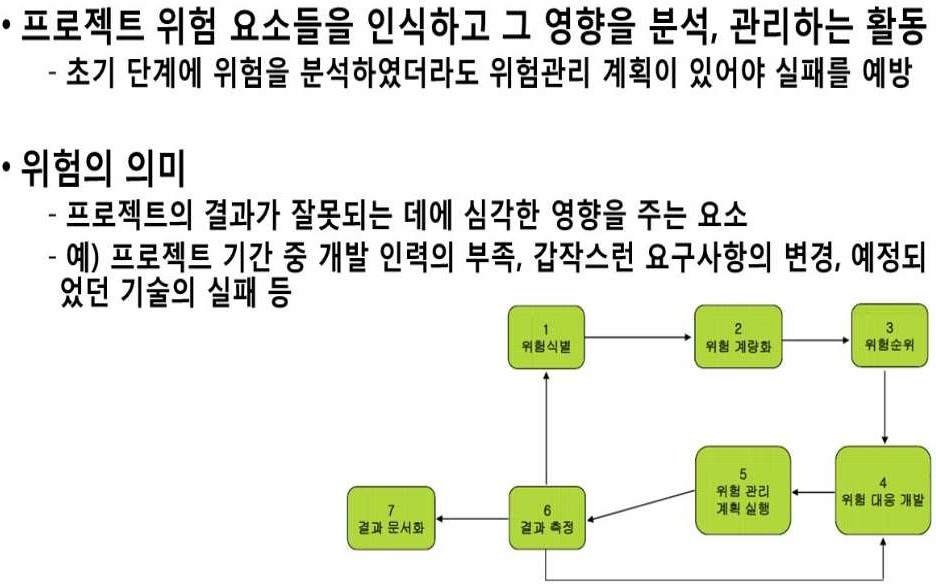 • 프로젝트 위험 요소들을 인식하고 그 영향을 분석, 관리하는 활동
- 초기 단계에 위험을 분석하였더라도 위험관리 계획이 있어야 실패를 예방
• 위험의 의미
- 프로젝트의 결과가 잘못되는 데에 심각한 영향을 주는 요소
- 예) 프로젝트 기간 중 개발 인력의 부족, 갑작스런 요구사항의 변경, 예정되
었던 기술의 실패 등
1
위험식별
2
위험 계량화
3
위험순위
4
위험 대응 개발
5
위험 관리
계획 실행
6
결과 측정
7
결과 문서화